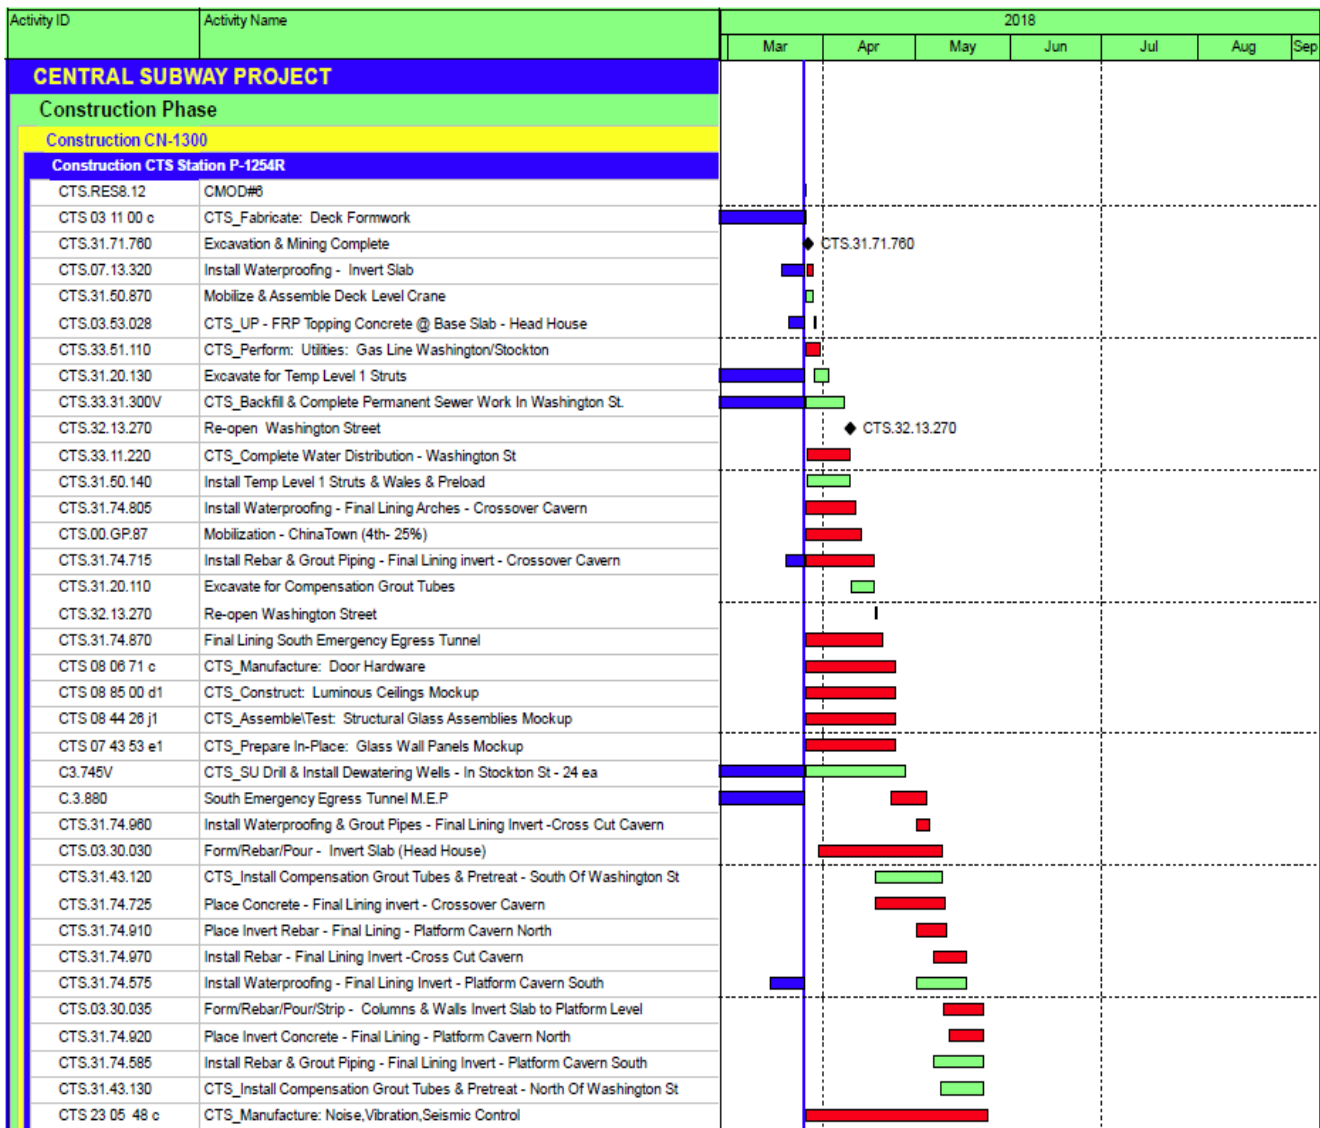 Activity ID Activity Name 2018
Mar Apr May Jun Jul Aug Sep
CENTRAL SUBWAY PROJECT
Construction Phase
Construction CN-1300
Construction CTS Station P-1254R
CTS.RES8.12 CMOD#6
CTS 03 11 00 c CTS_Fabricate: Deck Formwork
CTS.31.71.760 Excavation & Mining Complete CTS.31.71.760
CTS.07.13.320 Install Waterproofing - Invert Slab
CTS.31.50.870 Mobilize & Assemble Deck Level Crane
CTS.03.53.028 CTS_UP - FRP Topping Concrete @ Base Slab - Head House
CTS.33.51.110 CTS_Perform: Utilities: Gas Line Washington/Stockton
CTS.31.20.130 Excavate for Temp Level 1 Struts
CTS.33.31.300V CTS_Backfill & Complete Permanent Sewer Work In Washington St.
CTS.32.13.270 Re-open Washington Street CTS.32.13.270
CTS.33.11.220 CTS_Complete Water Distribution - Washington St
CTS.31.50.140 Install Temp Level 1 Struts & Wales & Preload
CTS.31.74.805 Install Waterproofing - Final Lining Arches - Crossover Cavern
CTS.00.GP.87 Mobilization - ChinaTown (4th- 25%)
CTS.31.74.715 Install Rebar & Grout Piping - Final Lining invert - Crossover Cavern
CTS.31.20.110 Excavate for Compensation Grout Tubes
CTS.32.13.270 Re-open Washington Street
CTS.31.74.870 Final Lining South Emergency Egress Tunnel
CTS 08 06 71 c CTS_Manufacture: Door Hardware
CTS 08 85 00 d1 CTS_Construct: Luminous Ceilings Mockup
CTS 08 44 26 j1 CTS_Assemble\Test: Structural Glass Assemblies Mockup
CTS 07 43 53 e1 CTS_Prepare In-Place: Glass Wall Panels Mockup
C3.745V CTS_SU Drill & Install Dewatering Wells - In Stockton St - 24 ea
C.3.880 South Emergency Egress Tunnel M.E.P
CTS.31.74.960 Install Waterproofing & Grout Pipes - Final Lining Invert -Cross Cut Cavern
CTS.03.30.030 Form/Rebar/Pour - Invert Slab (Head House)
CTS.31.43.120 CTS_Install Compensation Grout Tubes & Pretreat - South Of Washington St
CTS.31.74.725 Place Concrete - Final Lining invert - Crossover Cavern
CTS.31.74.910 Place Invert Rebar - Final Lining - Platform Cavern North
CTS.31.74.970 Install Rebar - Final Lining Invert -Cross Cut Cavern
CTS.31.74.575 Install Waterproofing - Final Lining Invert - Platform Cavern South
CTS.03.30.035 Form/Rebar/Pour/Strip - Columns & Walls Invert Slab to Platform Level
CTS.31.74.920 Place Invert Concrete - Final Lining - Platform Cavern North
CTS.31.74.585 Install Rebar & Grout Piping - Final Lining Invert - Platform Cavern South
CTS.31.43.130 CTS_Install Compensation Grout Tubes & Pretreat - North Of Washington St
CTS 23 05 48 c CTS_Manufacture: Noise,Vibration,Seismic Control